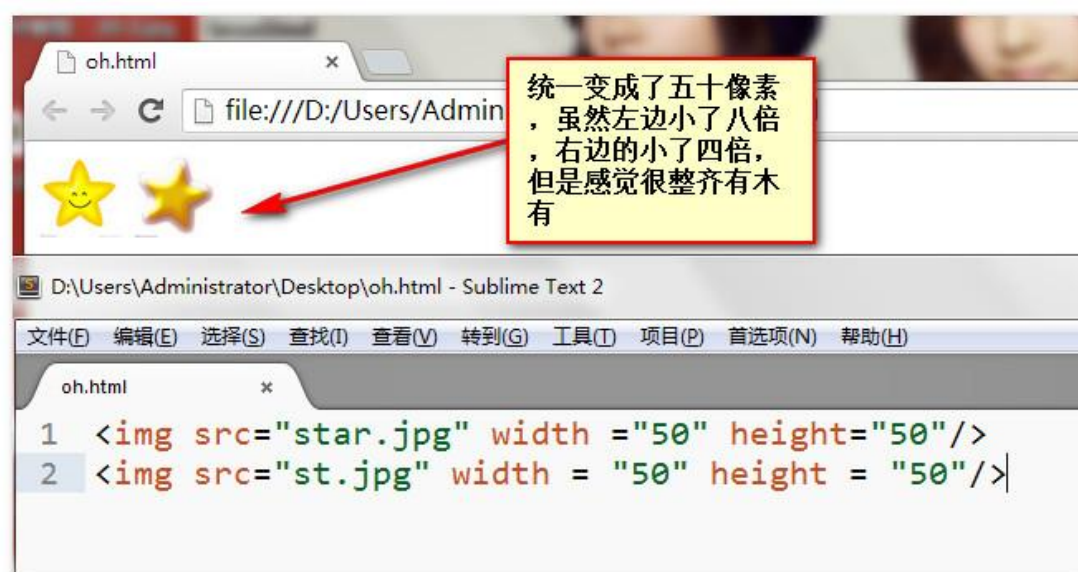 oh.html
file:///D:/Users/Admin
统一变成了五十像素
，虽然左边小了八倍
，右边的小了四倍，
但是感觉很整齐有木
有
D:\Users\Administrator\Desktop\oh.html - Sublime Text 2
文件(F) 编辑(E) 选择(S) 查找(I) 查看(V) 转到(G) 工具(T) 项目(P) 首选项(N) 帮助(H)
oh.html
1 <img src="star.jpg" width ="50" height="50"/>
2 <img src="st.jpg" width = "50" height = "50"/>